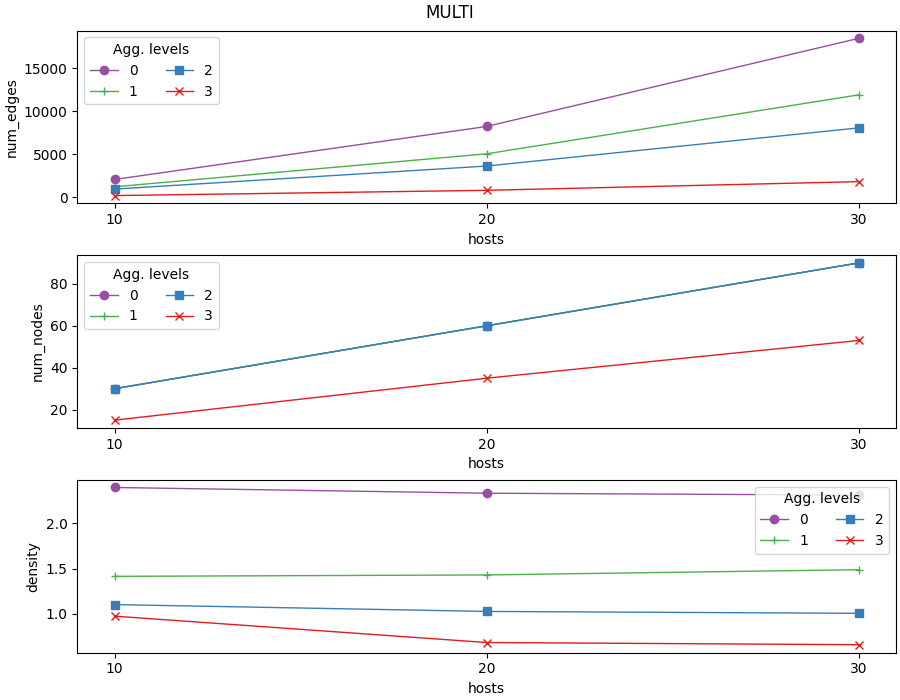 MULTI
num_edges
15000
10000
5000
0
Agg. levels
0 2
1 3
10 20 30
hosts
num_nodes
80
60
40
20
Agg. levels
0 2
1 3
10 20 30
hosts
density
2.0
1.5
1.0
Agg. levels
0 2
1 3
10 20 30
hosts